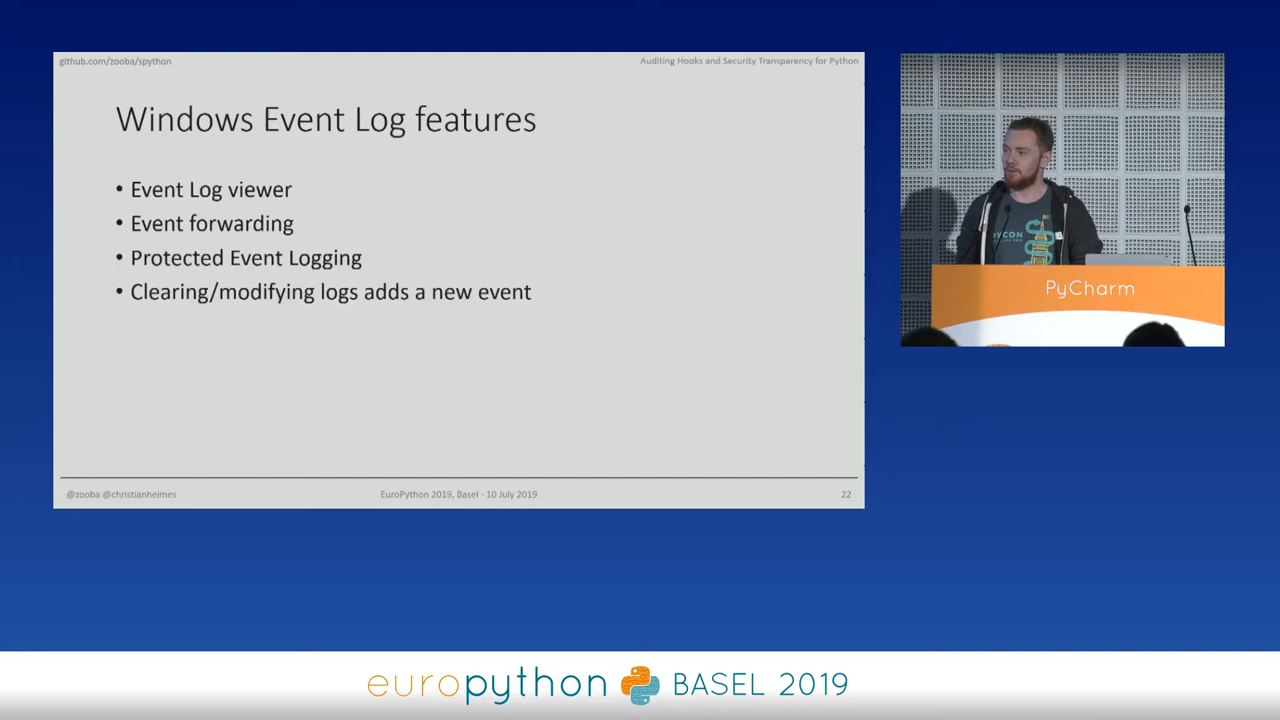 github.com/zooba/spython
Auditing Hooks and Security Transparency for Python
Windows Event Log features
• Event Log viewer
• Event forwarding
• Protected Event Logging
• Clearing/modifying logs adds a new event
@zooba @christianheimes
EuroPython 2019, Basel - 10 July 2019
22
PyCharm
europython BASEL 2019